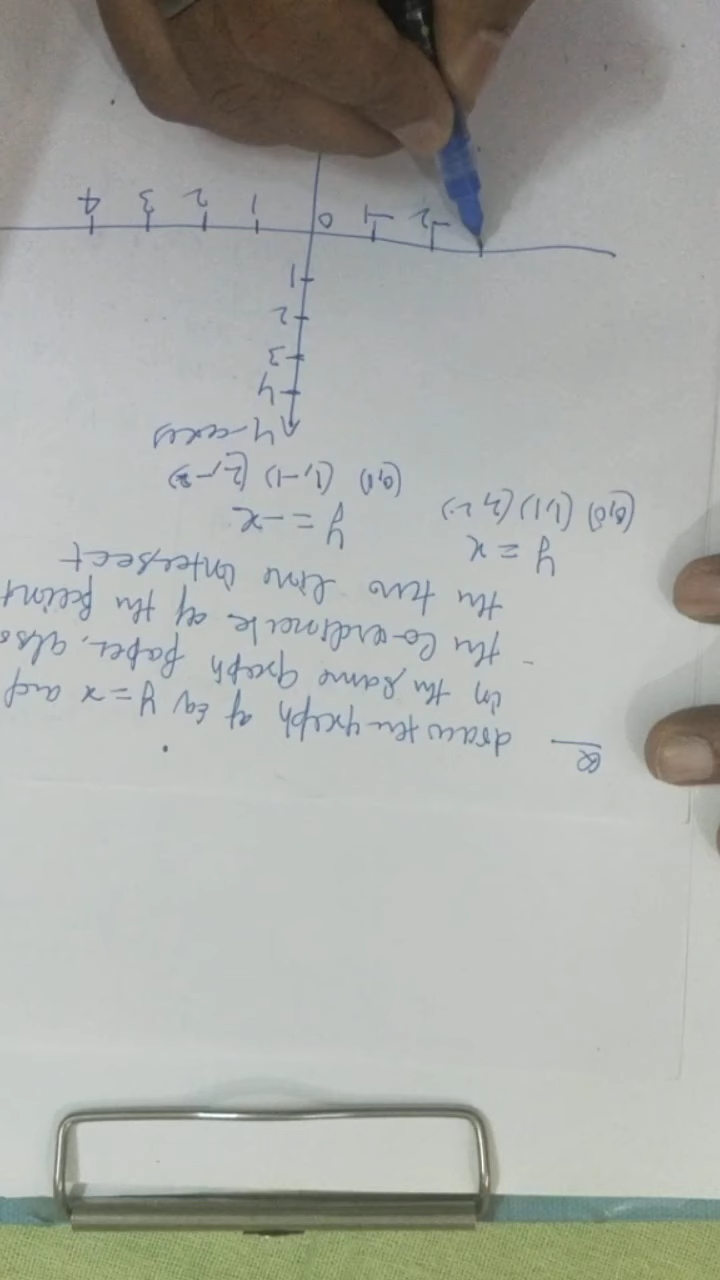 Q draw the graph of Eq y = x and
in the same graph paper, also
the Co-ordinate of the point
the two line intersect
y = x y = -x
(0,0) (1,1) (2,2) (0,0) (1,-1) (2,-2)
y-axes
4
3
2
1
-2 -1 0 1 2 3 4